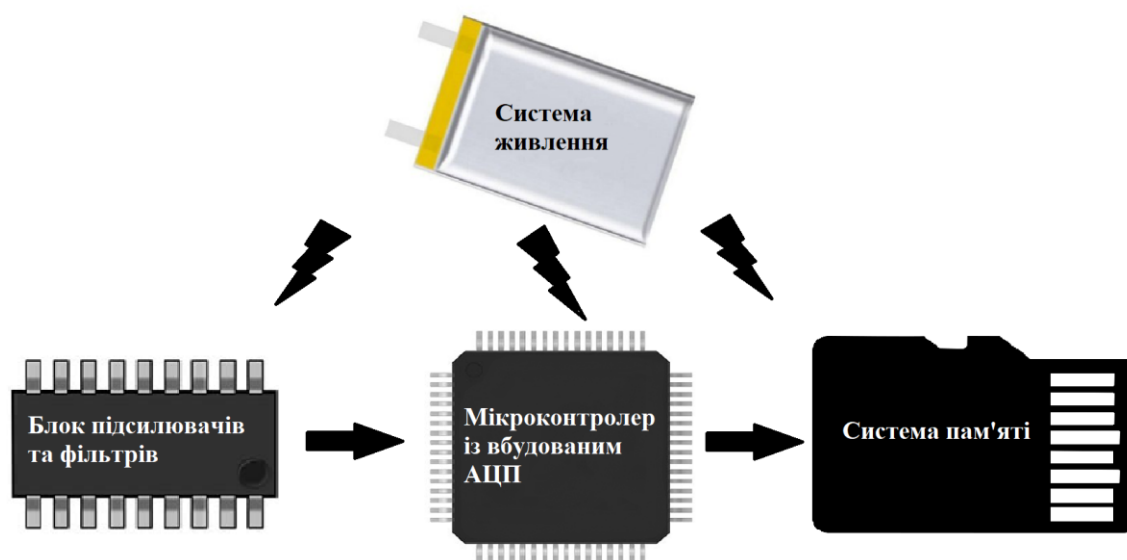 Система
живлення
Блок підсилювачів
та фільтрів
Мікроконтролер
із вбудованим
АЦП
Система пам'яті